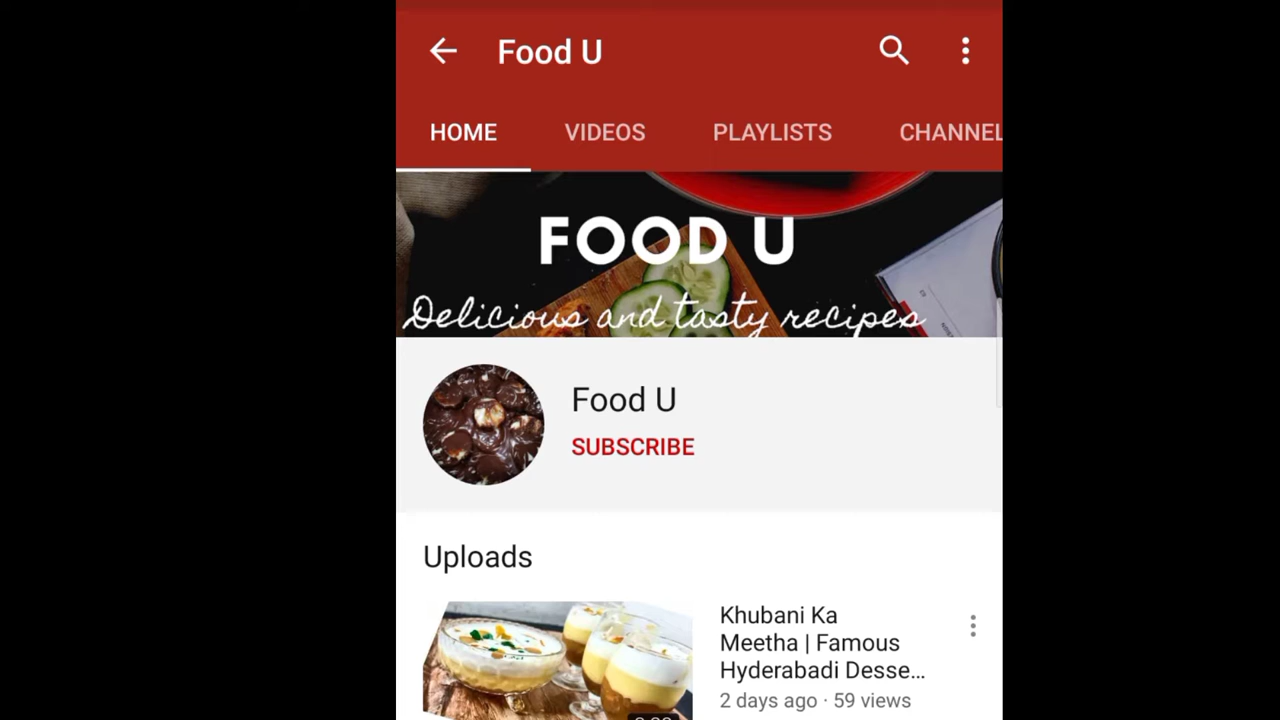 Food U
HOME VIDEOS PLAYLISTS CHANNEL
FOOD U
Delicious and tasty recipes
Food U
SUBSCRIBE
Uploads
Khubani Ka
Meetha | Famous
Hyderabadi Desse...
2 days ago · 59 views